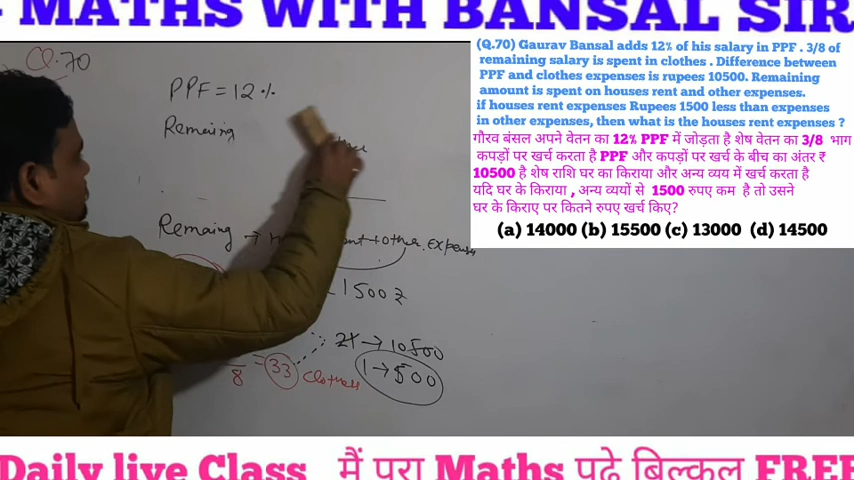 - MATHS WITH BANSAL SIR
Q.70
PPF = 12%
Remaing
Remaing → + other. expenses
1500₹
21 → 10500
8 = 33 Clothes
1 → 500
(Q.70) Gaurav Bansal adds 12% of his salary in PPF . 3/8 of
remaining salary is spent in clothes . Difference between
PPF and clothes expenses is rupees 10500. Remaining
amount is spent on houses rent and other expenses.
if houses rent expenses Rupees 1500 less than expenses
in other expenses, then what is the houses rent expenses ?
गौरव बंसल अपने वेतन का 12% PPF में जोड़ता है शेष वेतन का 3/8 भाग
कपड़ों पर खर्च करता है PPF और कपड़ों पर खर्च के बीच का अंतर ₹
10500 है शेष राशि घर का किराया और अन्य व्यय में खर्च करता है
यदि घर के किराया , अन्य व्ययों से 1500 रुपए कम है तो उसने
घर के किराए पर कितने रुपए खर्च किए?
(a) 14000 (b) 15500 (c) 13000 (d) 14500
Daily live Class में पूरा Maths पढ़े बिल्कुल FREE